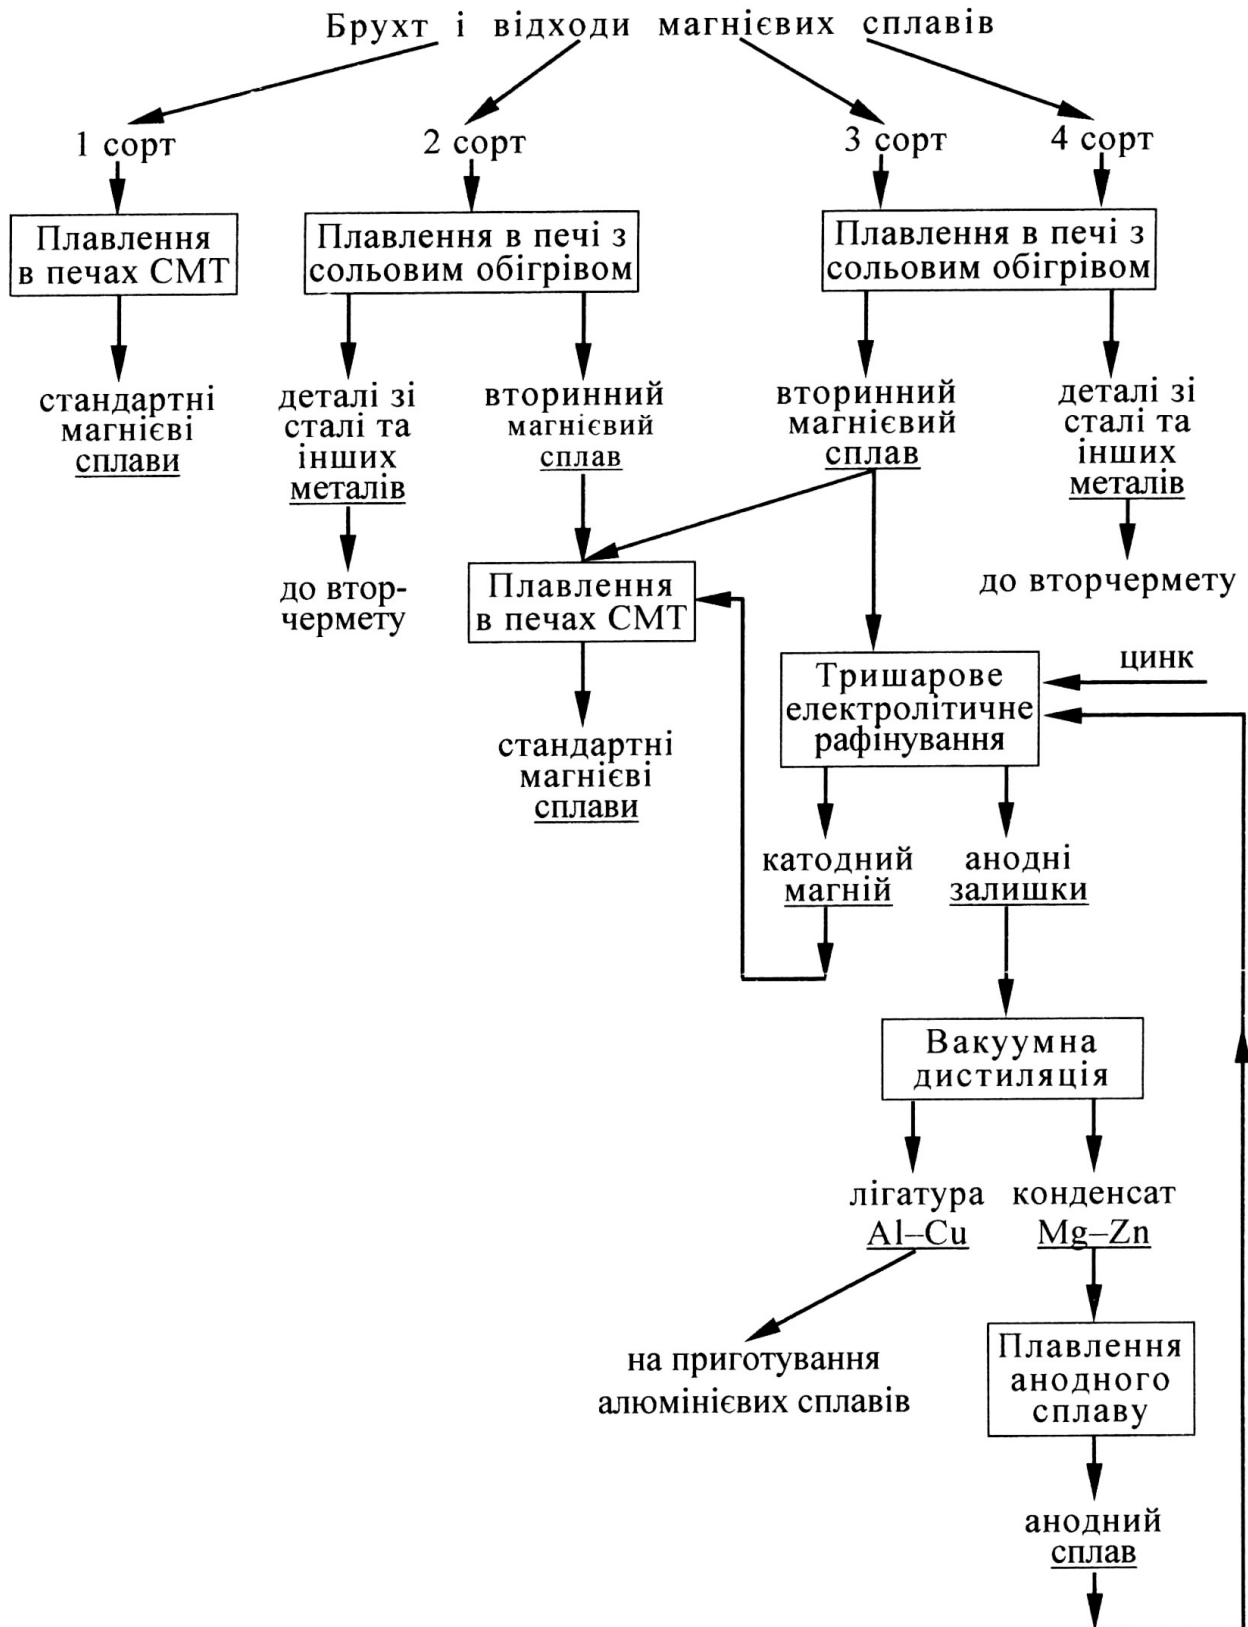 Брухт і відходи магнієвих сплавів
1 сорт
2 сорт
3 сорт
4 сорт
Плавлення
в печах СМТ
Плавлення в печі з
сольовим обігрівом
Плавлення в печі з
сольовим обігрівом
стандартні
магнієві
сплави
деталі зі
сталі та
інших
металів
вторинний
магнієвий
сплав
вторинний
магнієвий
сплав
деталі зі
сталі та
інших
металів
до втор-
чермету
Плавлення
в печах СМТ
до вторчермету
цинк
Тришарове
електролітичне
рафінування
стандартні
магнієві
сплави
катодний
магній
анодні
залишки
Вакуумна
дистиляція
лігатура
Al–Cu
конденсат
Mg–Zn
на приготування
алюмінієвих сплавів
Плавлення
анодного
сплаву
анодний
сплав